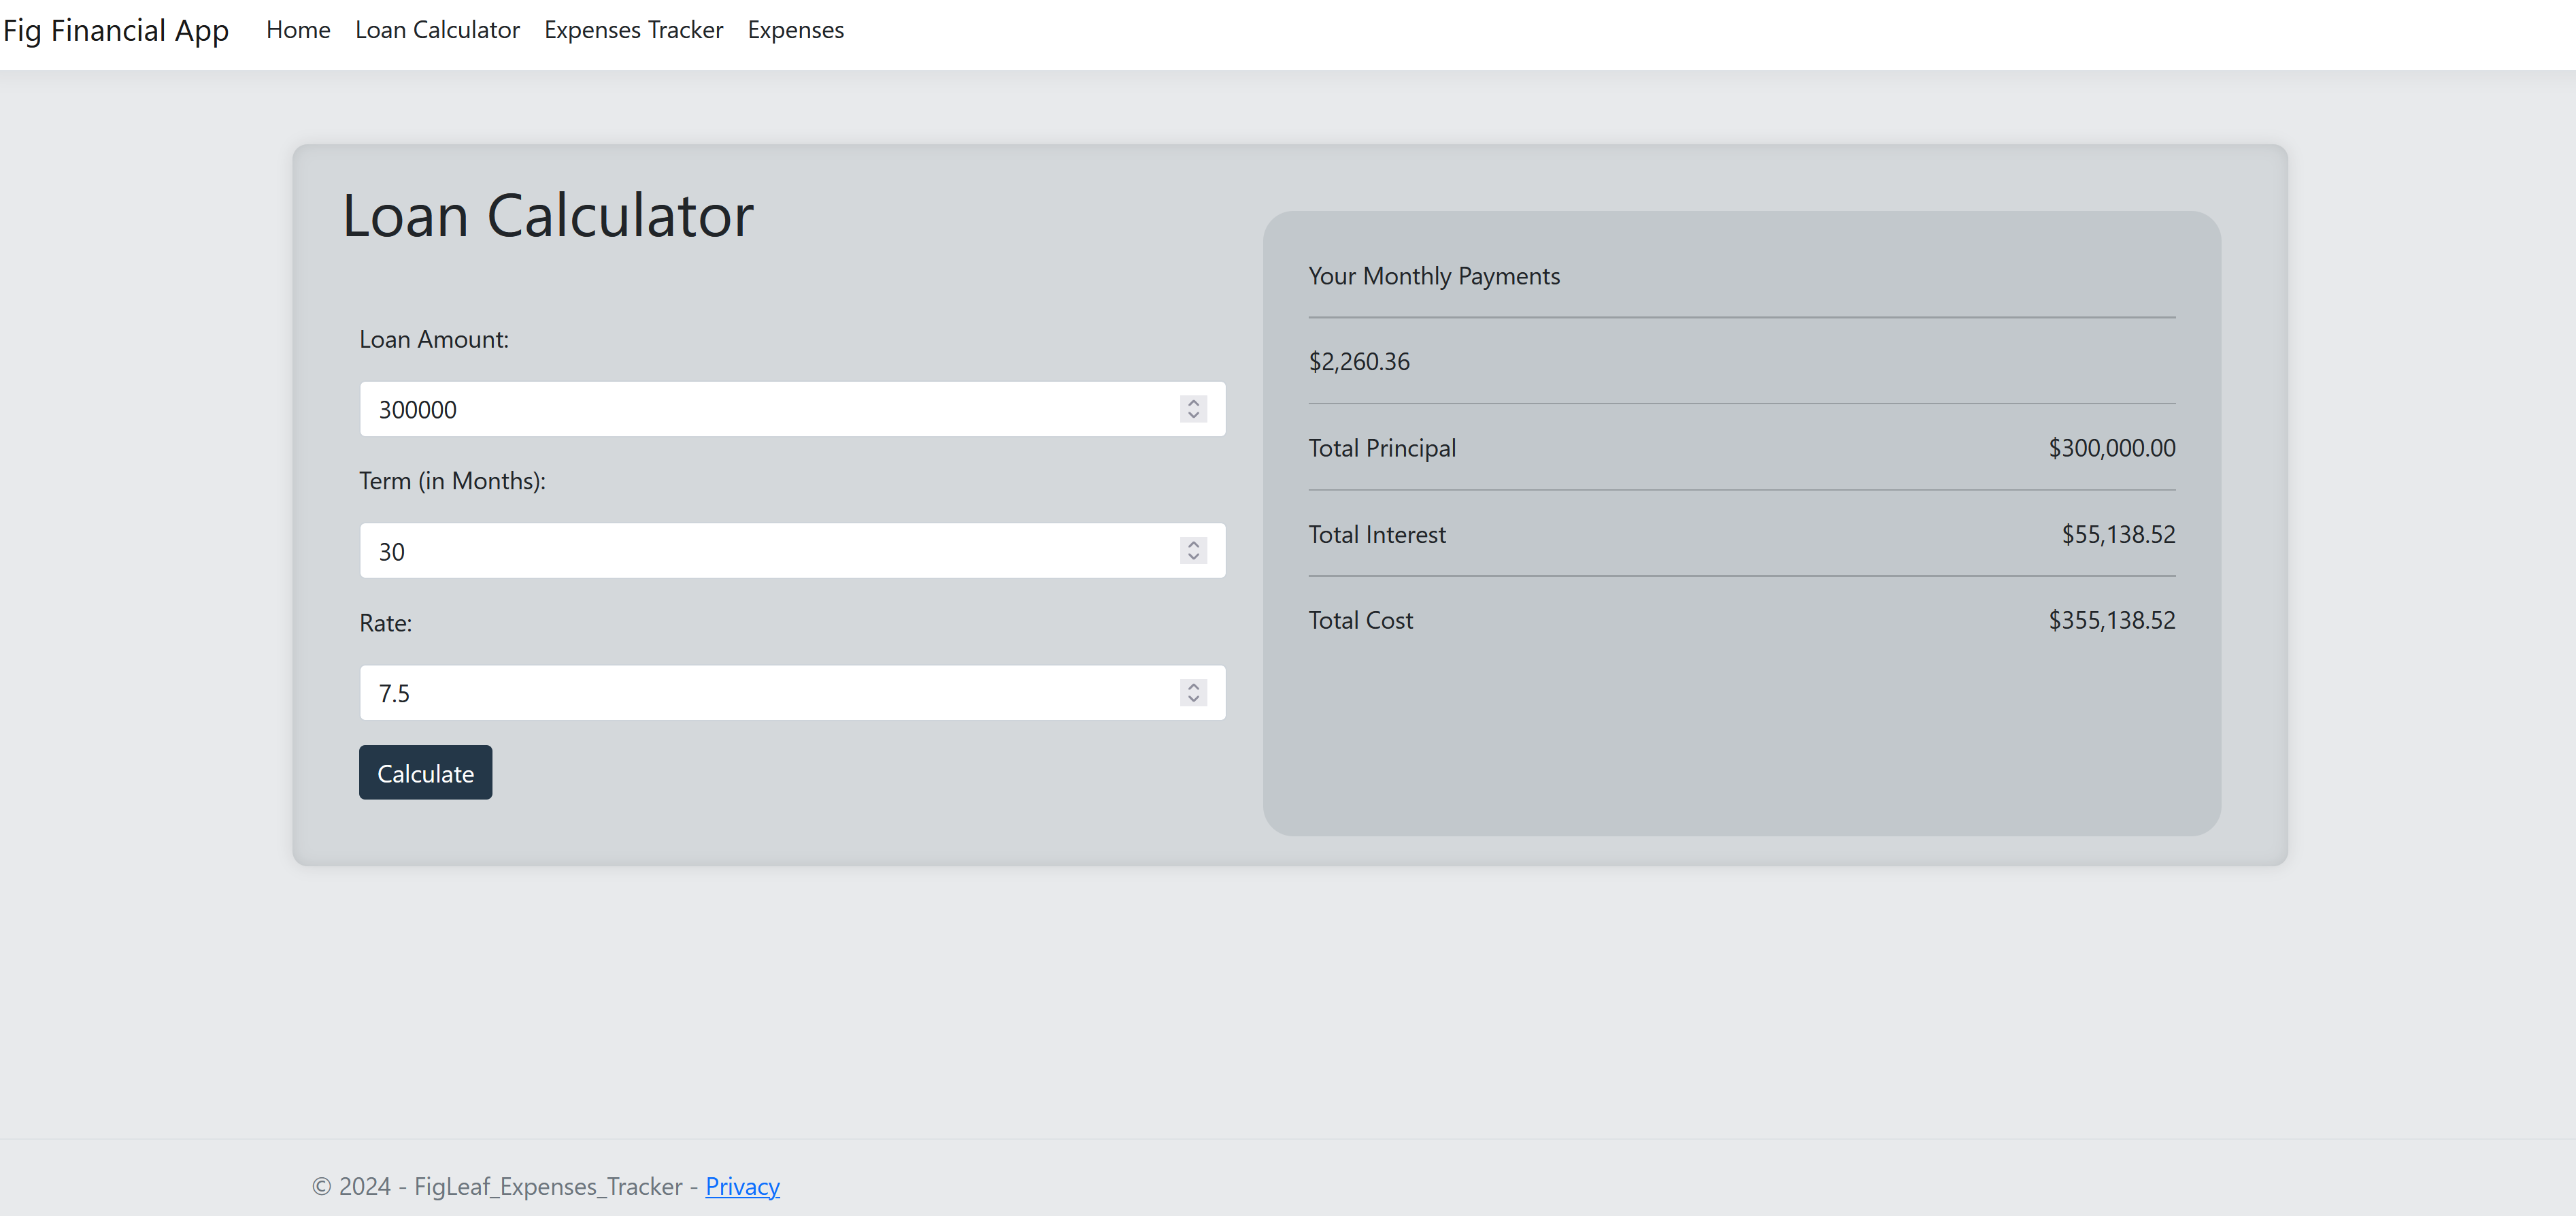 Fig Financial App Home Loan Calculator Expenses Tracker Expenses
Loan Calculator
Loan Amount:
300000
Term (in Months):
30
Rate:
7.5
Calculate
Your Monthly Payments
$2,260.36
Total Principal $300,000.00
Total Interest $55,138.52
Total Cost $355,138.52
© 2024 - FigLeaf_Expenses_Tracker - Privacy